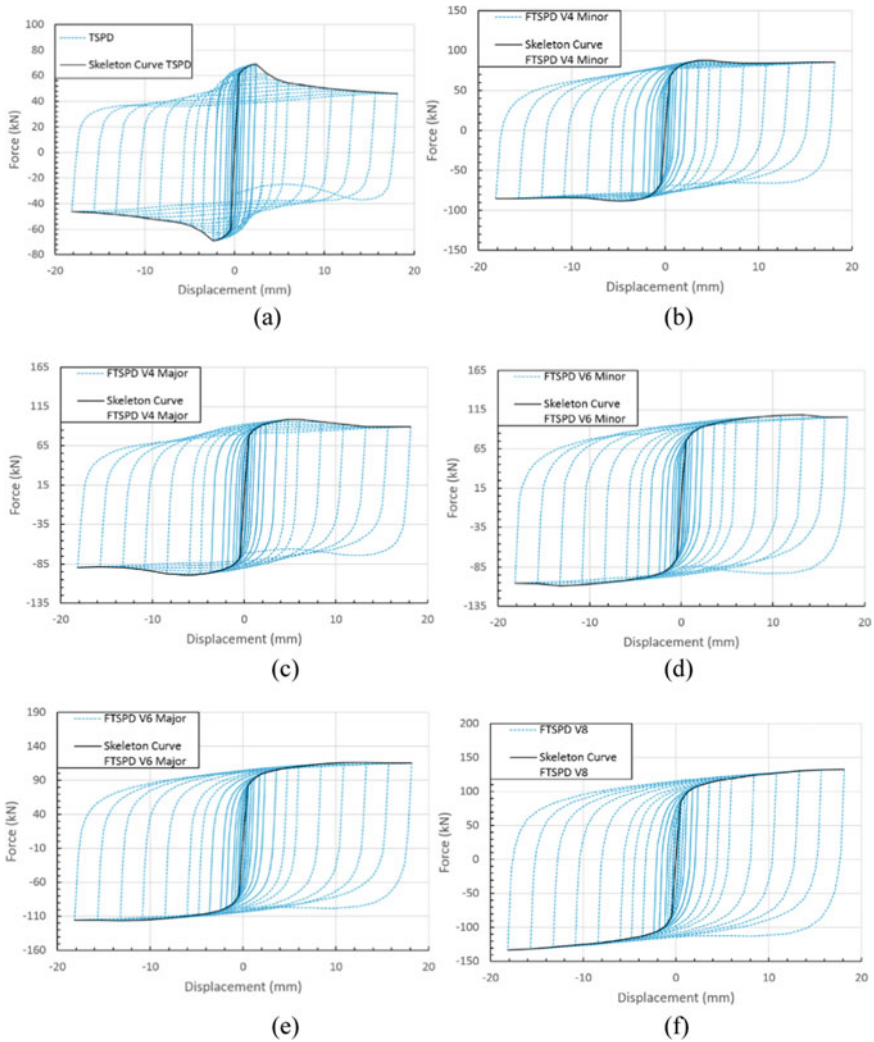 TSPD
Skeleton Curve TSPD
100
80
60
40
20
0
-20
-40
-60
-80
-20
-10
0
10
20
Force (kN)
Displacement (mm)
(a)
FTSPD V4 Minor
Skeleton Curve
FTSPD V4 Minor
150
100
50
0
-50
-100
-150
-20
-10
0
10
20
Force (kN)
Displacement (mm)
(b)
FTSPD V4 Major
Skeleton Curve
FTSPD V4 Major
165
115
65
15
-35
-85
-135
-20
-10
0
10
20
Force (kN)
Displacement (mm)
(c)
FTSPD V6 Minor
Skeleton Curve
FTSPD V6 Minor
165
115
65
15
-35
-85
-135
-20
-10
0
10
20
Force (kN)
Displacement (mm)
(d)
FTSPD V6 Major
Skeleton Curve
FTSPD V6 Major
190
140
90
40
-10
-60
-110
-160
-20
-10
0
10
20
Force (kN)
Displacement (mm)
(e)
FTSPD V8
Skeleton Curve
FTSPD V8
200
150
100
50
0
-50
-100
-150
-20
-10
0
10
20
Force (kN)
Displacement (mm)
(f)